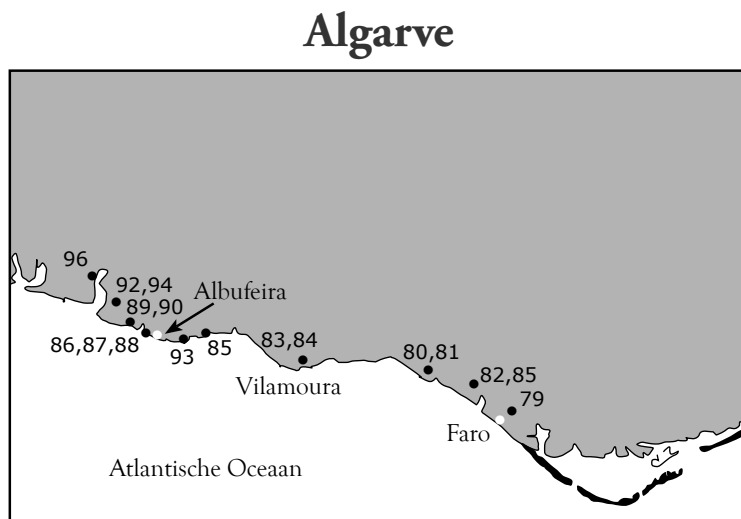 Algarve
96
92,94
Albufeira
89,90
86,87,88
93
85
83,84
Vilamoura
80,81
82,85
79
Faro
Atlantische Oceaan